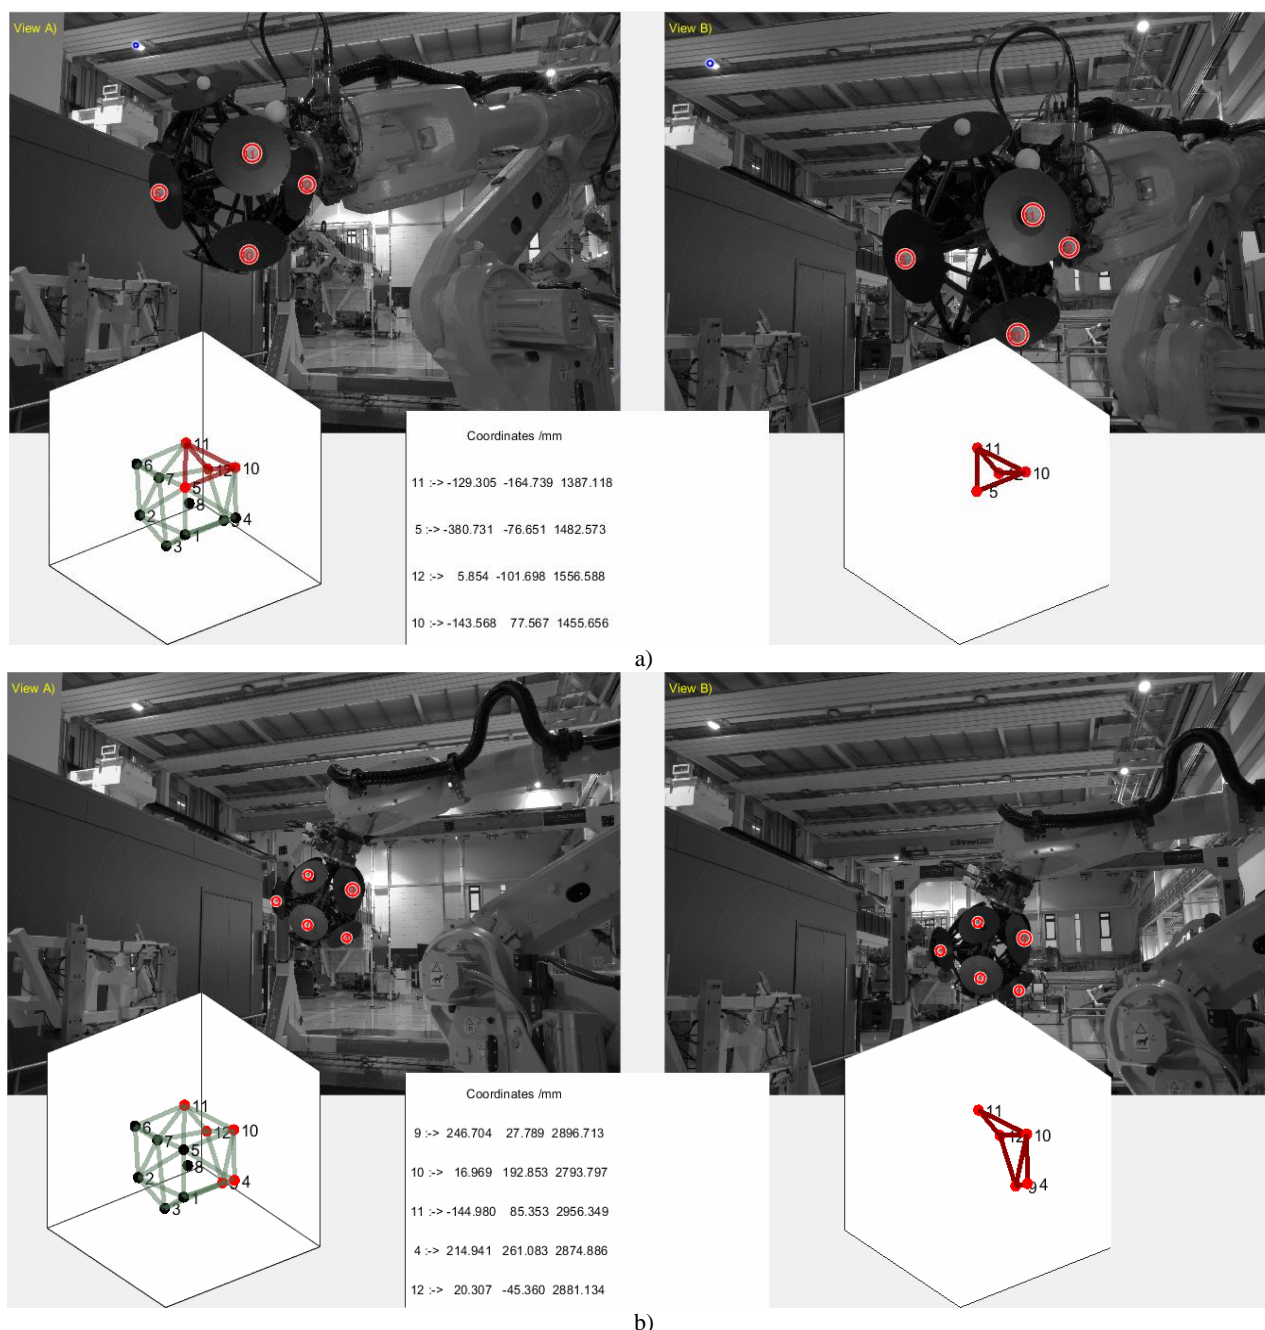 View A)
View B)
11
6
7
12
10
5
8
2
4
9
1
3
Coordinates /mm
11 :-> -129.305 -164.739 1387.118
5 :-> -380.731 -76.651 1482.573
12 :-> 5.854 -101.698 1556.588
10 :-> -143.568 77.567 1455.656
11
10
5
a)
View A)
View B)
11
6
12
10
7
5
8
2
9
4
1
3
Coordinates /mm
9 :-> 246.704 27.789 2896.713
10 :-> 16.969 192.853 2793.797
11 :-> -144.980 85.353 2956.349
4 :-> 214.941 261.083 2874.886
12 :-> 20.307 -45.360 2881.134
11
12
10
9
4
b)